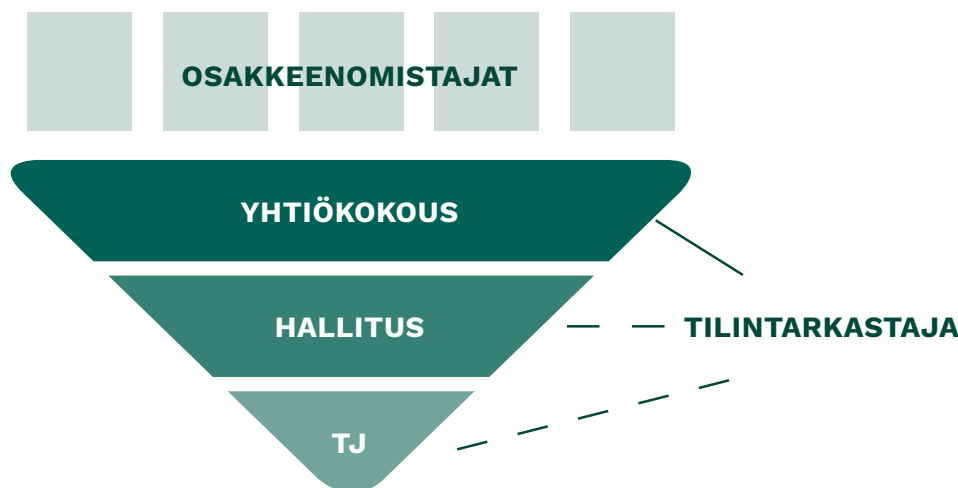 OSAKKEENOMISTAJAT
YHTIÖKOKOUS
HALLITUS
TILINTARKASTAJA
TJ